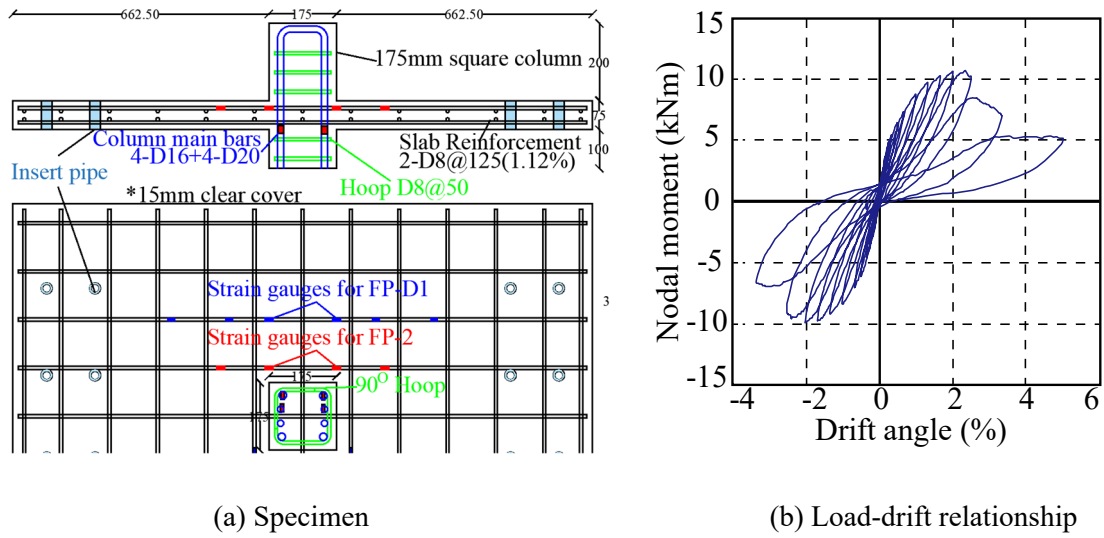 662.50
175
662.50
175mm square column
200
75
100
Column main bars
4-D16+4-D20
Slab Reinforcement
2-D8@125(1.12%)
Insert pipe
Hoop D8@50
*15mm clear cover
Strain gauges for FP-D1
3
Strain gauges for FP-2
175
90O Hoop
Nodal moment (kNm)
15
10
5
0
-5
-10
-15
-4
-2
0
2
4
6
Drift angle (%)
(a) Specimen
(b) Load-drift relationship